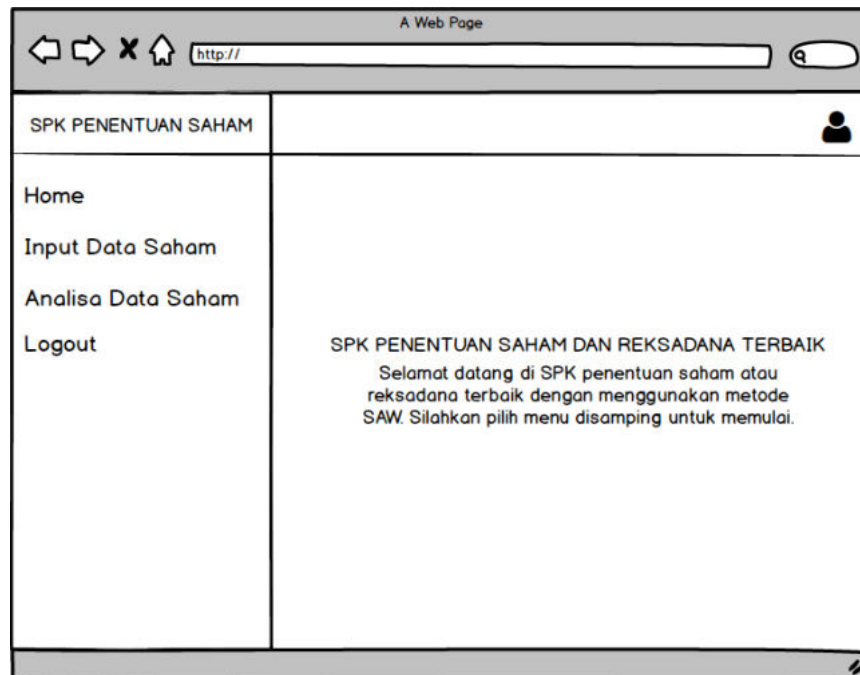 A Web Page
http://
SPK PENENTUAN SAHAM
Home
Input Data Saham
Analisa Data Saham
Logout
SPK PENENTUAN SAHAM DAN REKSADANA TERBAIK
Selamat datang di SPK penentuan saham atau
reksadana terbaik dengan menggunakan metode
SAW. Silahkan pilih menu disamping untuk memulai.